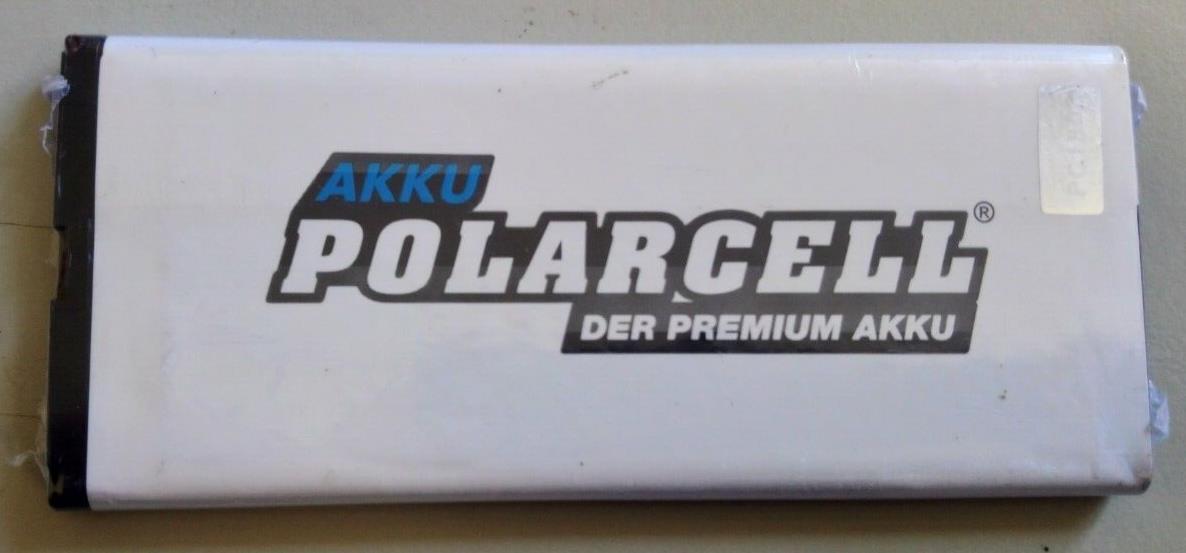 AKKU
POLARCELL®
DER PREMIUM AKKU